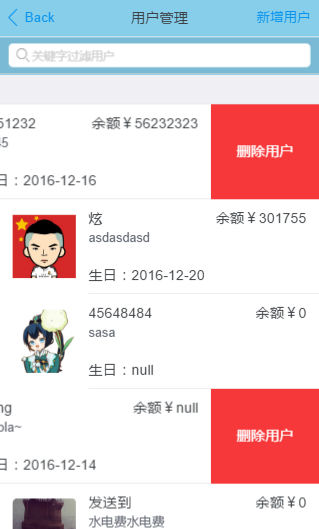 Back 用户管理 新增用户
关键字过滤用户
51232 余额￥56232323
45
日：2016-12-16
删除用户
炫 余额￥301755
asdasdasd
生日：2016-12-20
45648484 余额￥0
sasa
生日：null
ng 余额￥null
ola~
日：2016-12-14
删除用户
发送到 余额￥0
水电费水电费